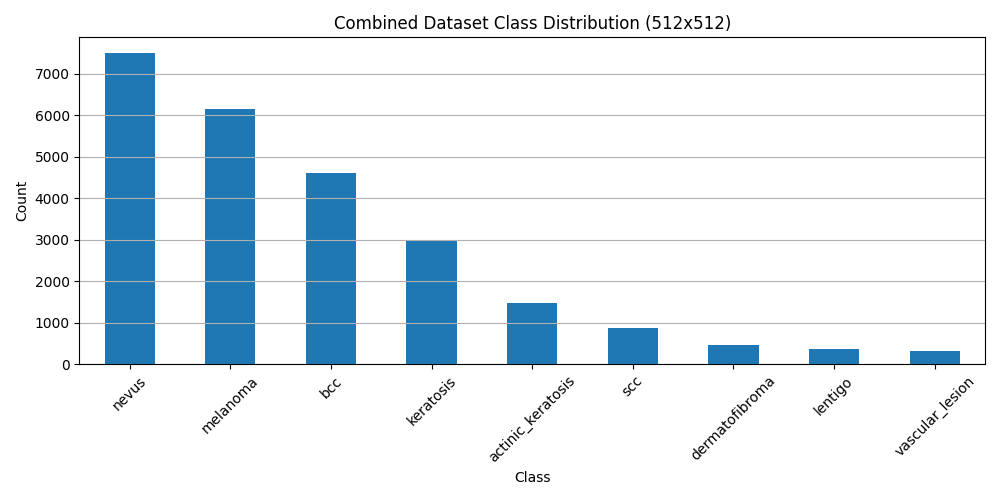 Combined Dataset Class Distribution (512x512)
Count
7000
6000
5000
4000
3000
2000
1000
0
nevus
melanoma
bcc
keratosis
actinic_keratosis
scc
dermatofibroma
lentigo
vascular_lesion
Class